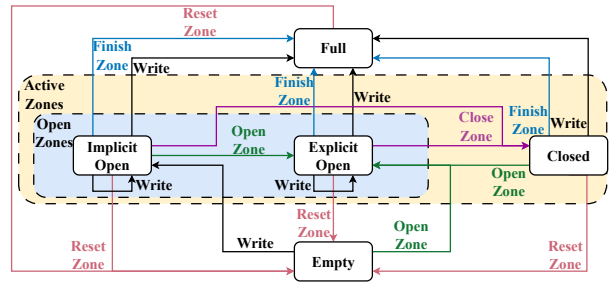 Reset
Zone
Full
Finish
Zone
Write
Finish
Zone
Write
Finish
Zone
Write
Active
Zones
Open
Zones
Implicit
Open
Open
Zone
Explicit
Open
Close
Zone
Closed
Write
Write
Open
Zone
Reset
Zone
Open
Zone
Write
Reset
Zone
Empty
Reset
Zone